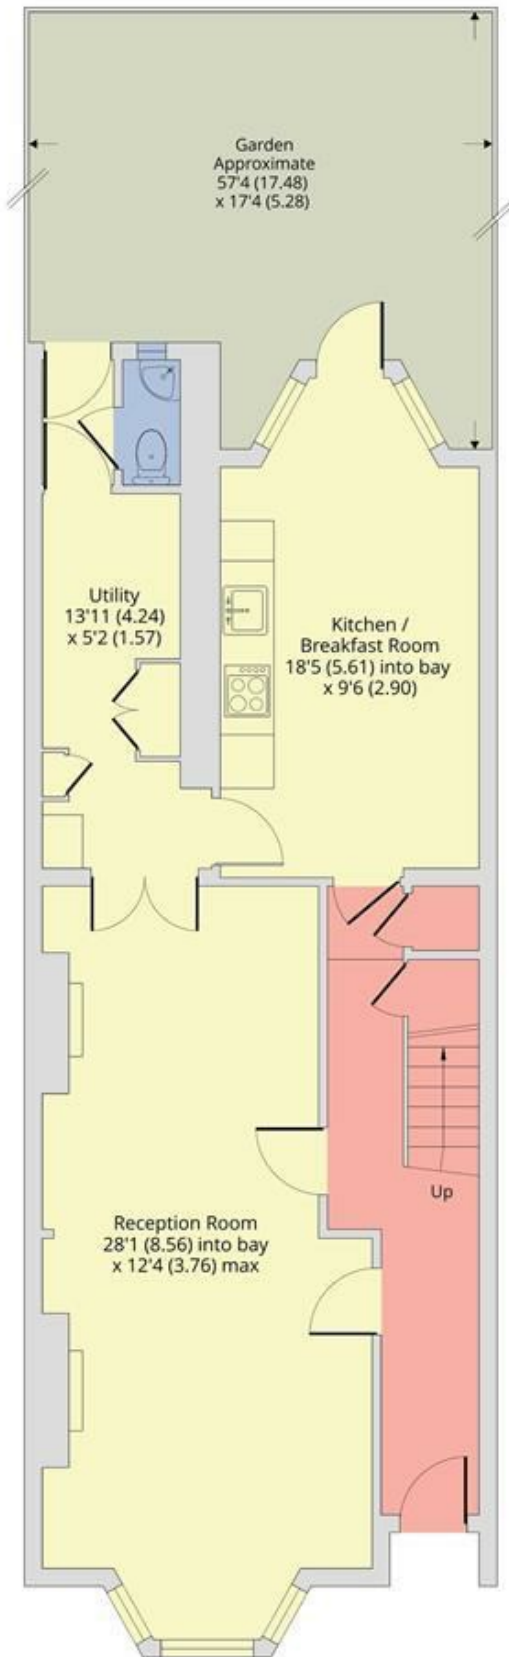 Garden
Approximate
57'4 (17.48)
x 17'4 (5.28)
Utility
13'11 (4.24)
x 5'2 (1.57)
Kitchen /
Breakfast Room
18'5 (5.61) into bay
x 9'6 (2.90)
Up
Reception Room
28'1 (8.56) into bay
x 12'4 (3.76) max